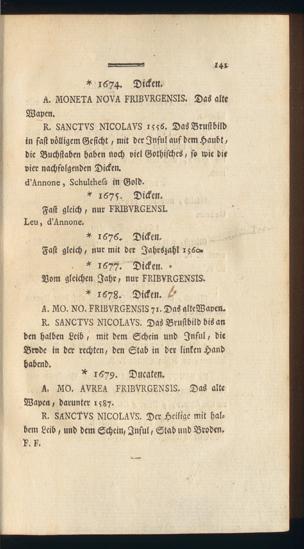 141
* 1674. Dicken.
A. MONETA NOVA FRIBVRGENSIS. Das alte
Wapen.
R. SANCTVS NICOLAVS 1556. Das Brustbild
in fast völligem Gesicht, mit der Insul auf dem Haubt,
die Buchstaben haben noch viel Gothisches, so wie die
vier nachfolgenden Dicken.
d'Annone, Schulthess in Gold.
* 1675. Dicken.
Fast gleich, nur FRIBVRGENSI.
Leu, d'Annone.
* 1676. Dicken.
Fast gleich, nur mit der Jahrszahl 1560.
* 1677. Dicken.
Vom gleichen Jahr, nur FRIBVRGENSIS.
* 1678. Dicken.
A. MO. NO. FRIBVRGENSIS 71. Das alte Wapen.
R. SANCTVS NICOLAVS. Das Brustbild bis an
den halben Leib, mit dem Schein und Insul, die
Brode in der rechten, den Stab in der linken Hand
habend.
* 1679. Ducaten.
A. MO. AVREA FRIBVRGENSIS. Das alte
Wapen, darunter 1587.
R. SANCTVS NICOLAVS. Der Heilige mit hal-
bem Leib, und dem Schein, Insul, Stab und Broden.
F. F.